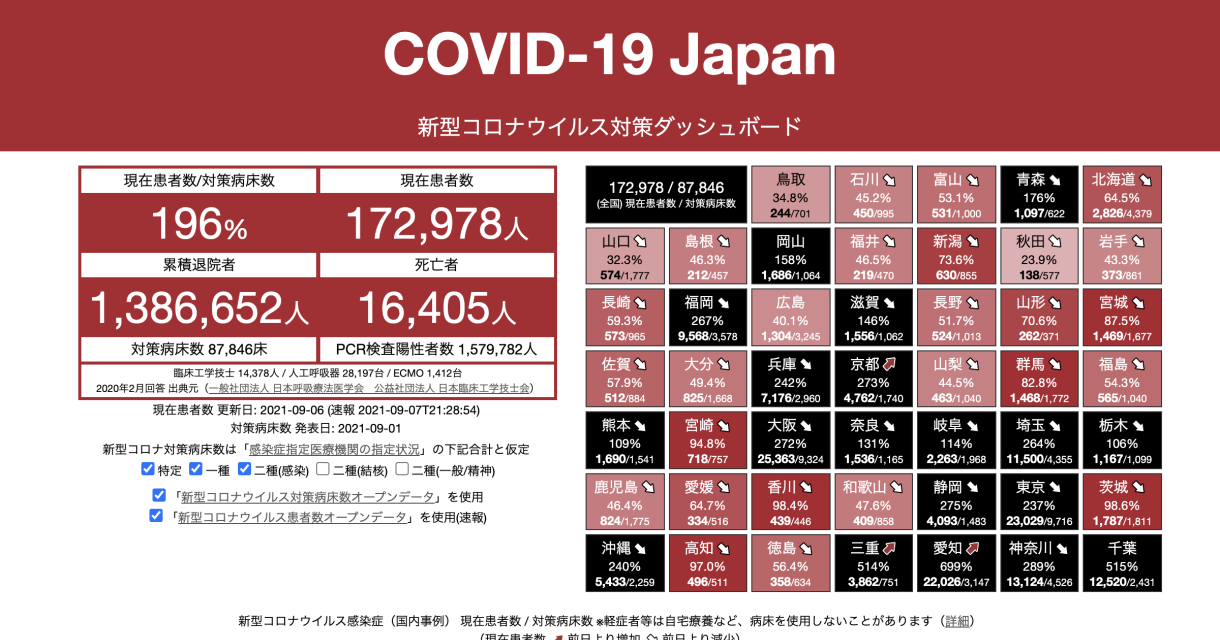 COVID-19 Japan
新型コロナウイルス対策ダッシュボード
現在患者数/対策病床数
現在患者数
196%
172,978人
累積退院者
死亡者
1,386,652人
16,405人
対策病床数 87,846床
PCR検査陽性者数 1,579,782人
臨床工学技士 14,378人 / 人工呼吸器 28,197台 / ECMO 1,412台
2020年2月回答 出典元（一般社団法人 日本呼吸療法医学会　公益社団法人 日本臨床工学技士会）
現在患者数 更新日: 2021-09-06 (速報 2021-09-07T21:28:54)
対策病床数 発表日: 2021-09-01
新型コロナ対策病床数は「感染症指定医療機関の指定状況」の下記合計と仮定
特定 一種 二種(感染) 二種(結核) 二種(一般/精神)
「新型コロナウイルス対策病床数オープンデータ」を使用
「新型コロナウイルス患者数オープンデータ」を使用(速報)
172,978 / 87,846
(全国) 現在患者数 / 対策病床数
鳥取
34.8%
244/701
石川
45.2%
450/995
富山
53.1%
531/1,000
青森
176%
1,097/622
北海道
64.5%
2,826/4,379
山口
32.3%
574/1,777
島根
46.3%
212/457
岡山
158%
1,686/1,064
福井
46.5%
219/470
新潟
73.6%
630/855
秋田
23.9%
138/577
岩手
43.3%
373/861
長崎
59.3%
573/965
福岡
267%
9,568/3,578
広島
40.1%
1,304/3,245
滋賀
146%
1,556/1,062
長野
51.7%
524/1,013
山形
70.6%
262/371
宮城
87.5%
1,469/1,677
佐賀
57.9%
512/884
大分
49.4%
825/1,668
兵庫
242%
7,176/2,960
京都
273%
4,762/1,740
山梨
44.5%
463/1,040
群馬
82.8%
1,468/1,772
福島
54.3%
565/1,040
熊本
109%
1,690/1,541
宮崎
94.8%
718/757
大阪
272%
25,363/9,324
奈良
131%
1,536/1,165
岐阜
114%
2,263/1,968
埼玉
264%
11,500/4,355
栃木
106%
1,167/1,099
鹿児島
46.4%
824/1,775
愛媛
64.7%
334/516
香川
98.4%
439/446
和歌山
47.6%
409/858
静岡
275%
4,093/1,483
東京
237%
23,029/9,716
茨城
98.6%
1,787/1,811
沖縄
240%
5,433/2,259
高知
97.0%
496/511
徳島
56.4%
358/634
三重
514%
3,862/751
愛知
699%
22,026/3,147
神奈川
289%
13,124/4,526
千葉
515%
12,520/2,431
新型コロナウイルス感染症（国内事例） 現在患者数 / 対策病床数 ※軽症者等は自宅療養など、病床を使用しないことがあります（詳細）
（現在患者数 前日より増加 前日より減少）